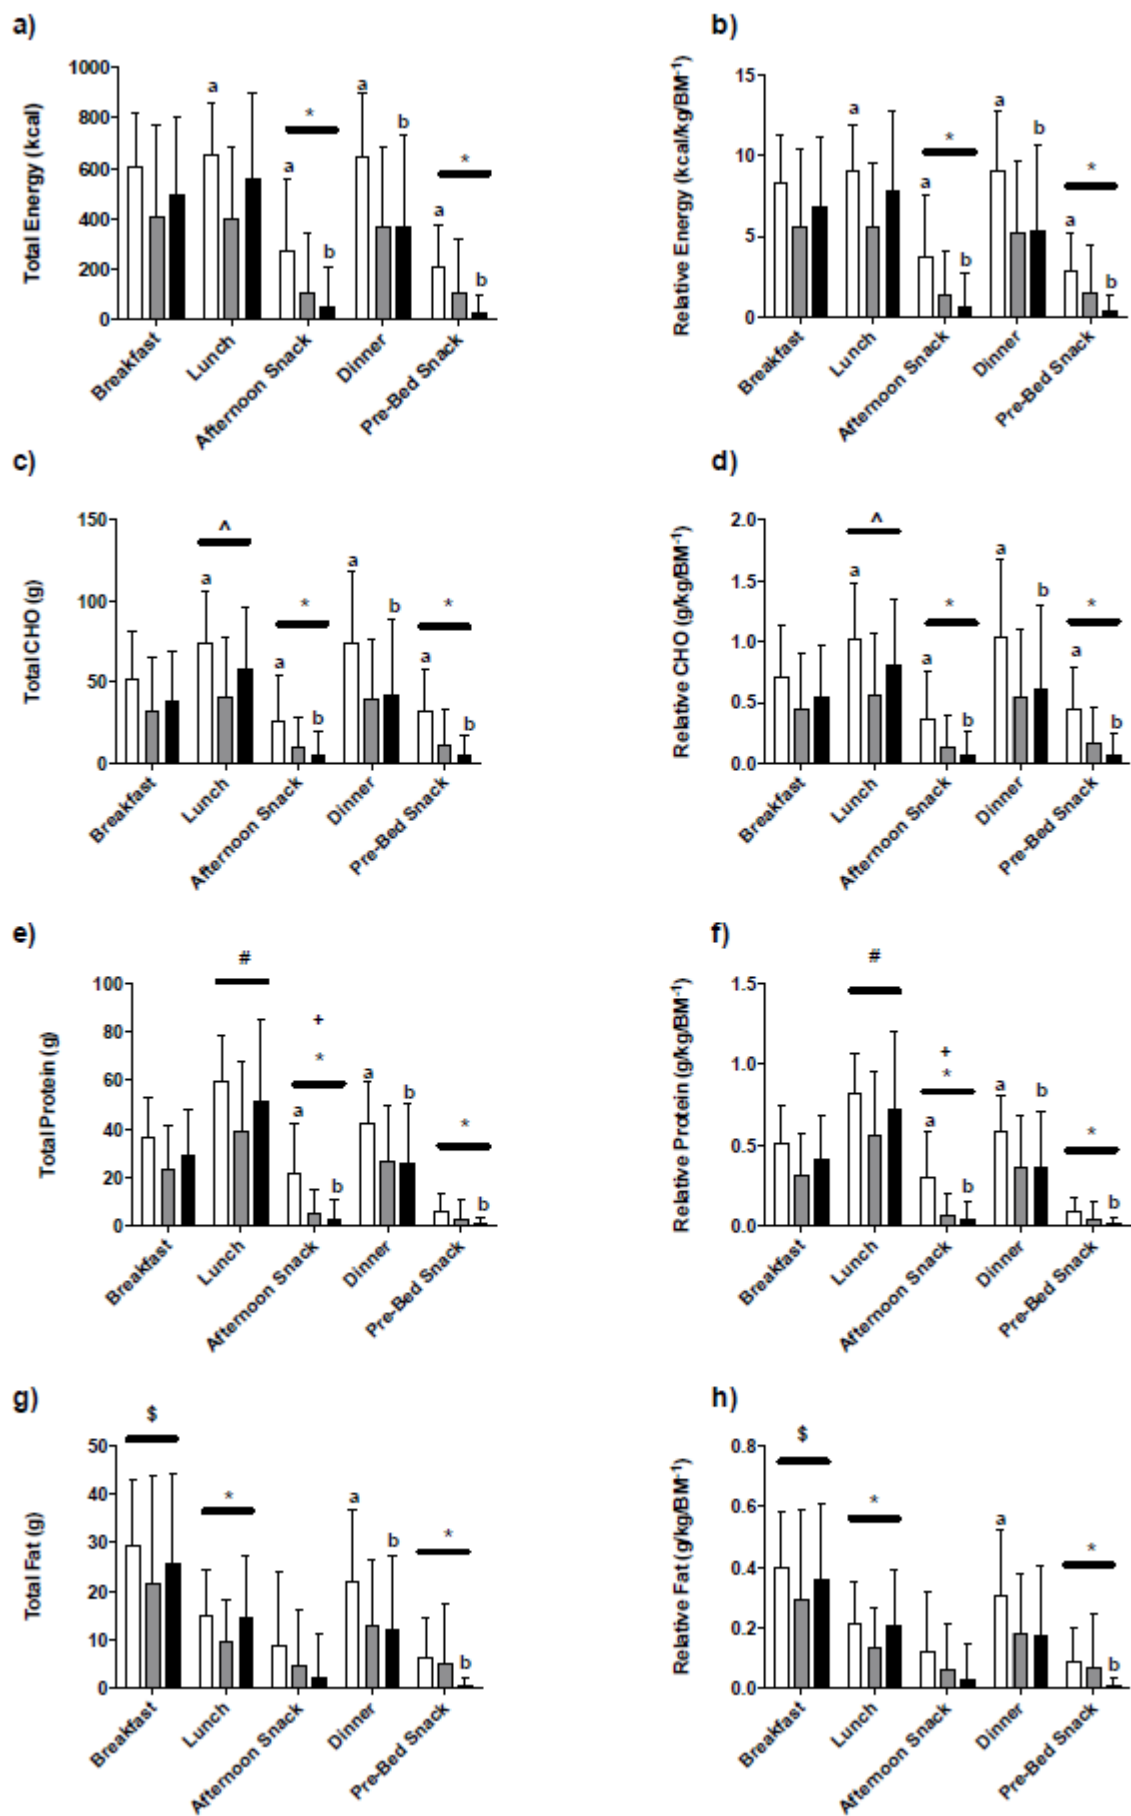 a)
Total Energy (kcal)
1000
800
600
400
200
0
a
a
*
a
b
a
*
b
b
Breakfast
Lunch
Afternoon Snack
Dinner
Pre-Bed Snack
b)
Relative Energy (kcal/kg/BM⁻¹)
15
10
5
0
a
a
*
b
a
*
b
a
b
Breakfast
Lunch
Afternoon Snack
Dinner
Pre-Bed Snack
c)
Total CHO (g)
150
100
50
0
^
a
*
a
b
a
*
b
a
b
Breakfast
Lunch
Afternoon Snack
Dinner
Pre-Bed Snack
d)
Relative CHO (g/kg/BM⁻¹)
2.0
1.5
1.0
0.5
0.0
^
a
*
a
b
a
*
b
a
b
Breakfast
Lunch
Afternoon Snack
Dinner
Pre-Bed Snack
e)
Total Protein (g)
100
80
60
40
20
0
#
+
*
a
b
a
b
*
b
Breakfast
Lunch
Afternoon Snack
Dinner
Pre-Bed Snack
f)
Relative Protein (g/kg/BM⁻¹)
1.5
1.0
0.5
0.0
#
+
*
a
b
a
b
*
b
Breakfast
Lunch
Afternoon Snack
Dinner
Pre-Bed Snack
g)
Total Fat (g)
50
40
30
20
10
0
$
*
a
b
*
b
Breakfast
Lunch
Afternoon Snack
Dinner
Pre-Bed Snack
h)
Relative Fat (g/kg/BM⁻¹)
0.8
0.6
0.4
0.2
0.0
$
*
a
*
b
Breakfast
Lunch
Afternoon Snack
Dinner
Pre-Bed Snack